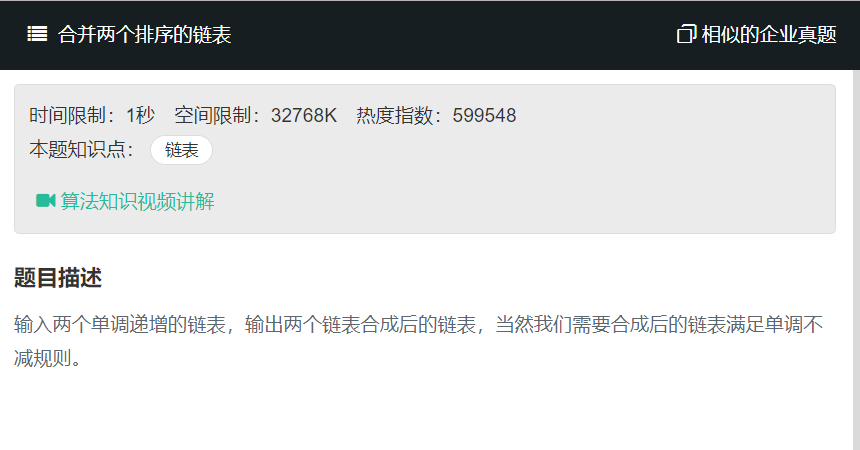 合并两个排序的链表
相似的企业真题
时间限制：1秒 空间限制：32768K 热度指数：599548
本题知识点： 链表
算法知识视频讲解
题目描述
输入两个单调递增的链表，输出两个链表合成后的链表，当然我们需要合成后的链表满足单调不
减规则。